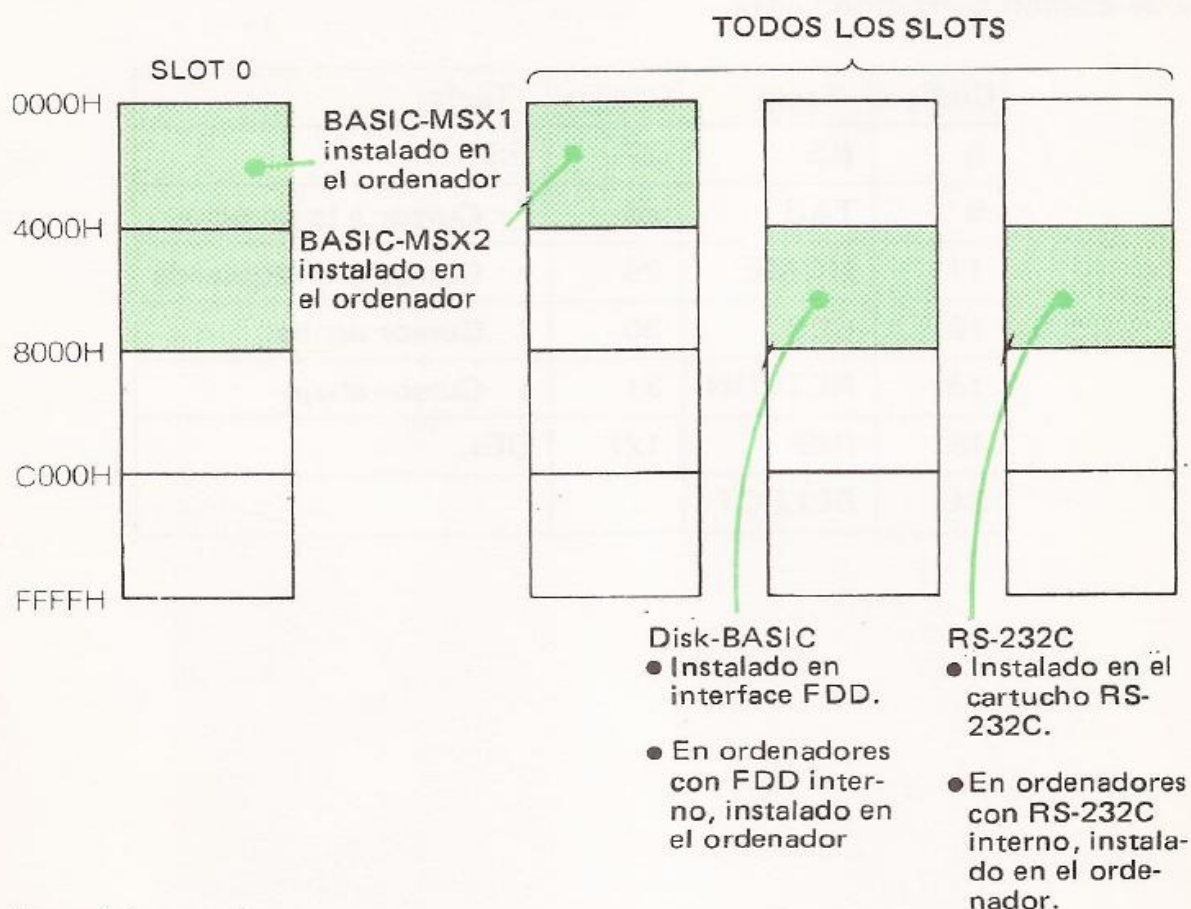 TODOS LOS SLOTS
SLOT 0
0000H
4000H
8000H
C000H
FFFFH
BASIC-MSX1
instalado en
el ordenador
BASIC-MSX2
instalado en
el ordenador
Disk-BASIC
● Instalado en
interface FDD.
● En ordenadores
con FDD inter-
no, instalado en
el ordenador
RS-232C
● Instalado en el
cartucho RS-
232C.
● En ordenadores
con RS-232C
interno, instala-
do en el orde-
nador.